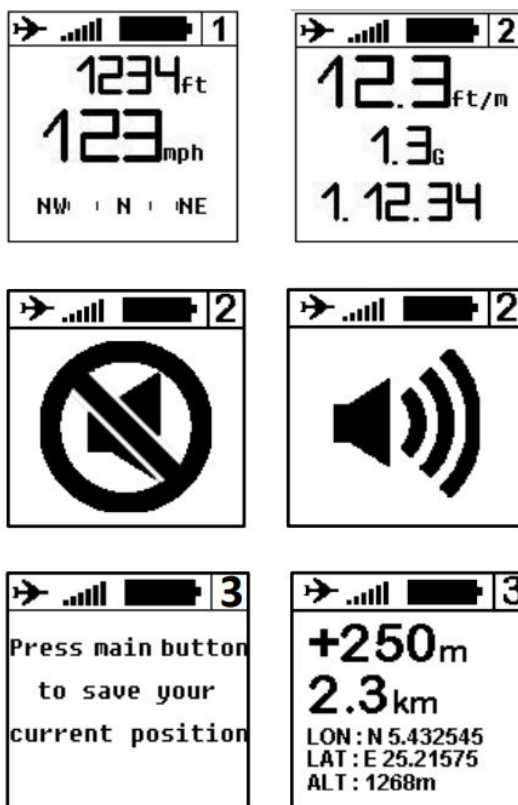 1
1234ft
123mph
NW N NE
2
12.3ft/m
1.3G
1.12.34
2
2
3
Press main button
to save your
current position
3
+250m
2.3km
LON : N 5.432545
LAT : E 25.21575
ALT : 1268m